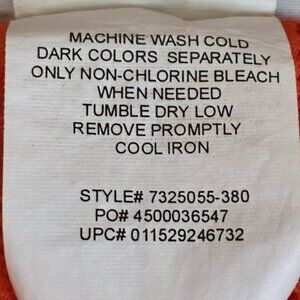 MACHINE WASH COLD
DARK COLORS SEPARATELY
ONLY NON-CHLORINE BLEACH
WHEN NEEDED
TUMBLE DRY LOW
REMOVE PROMPTLY
COOL IRON
STYLE# 7325055-380
PO# 4500036547
UPC# 011529246732